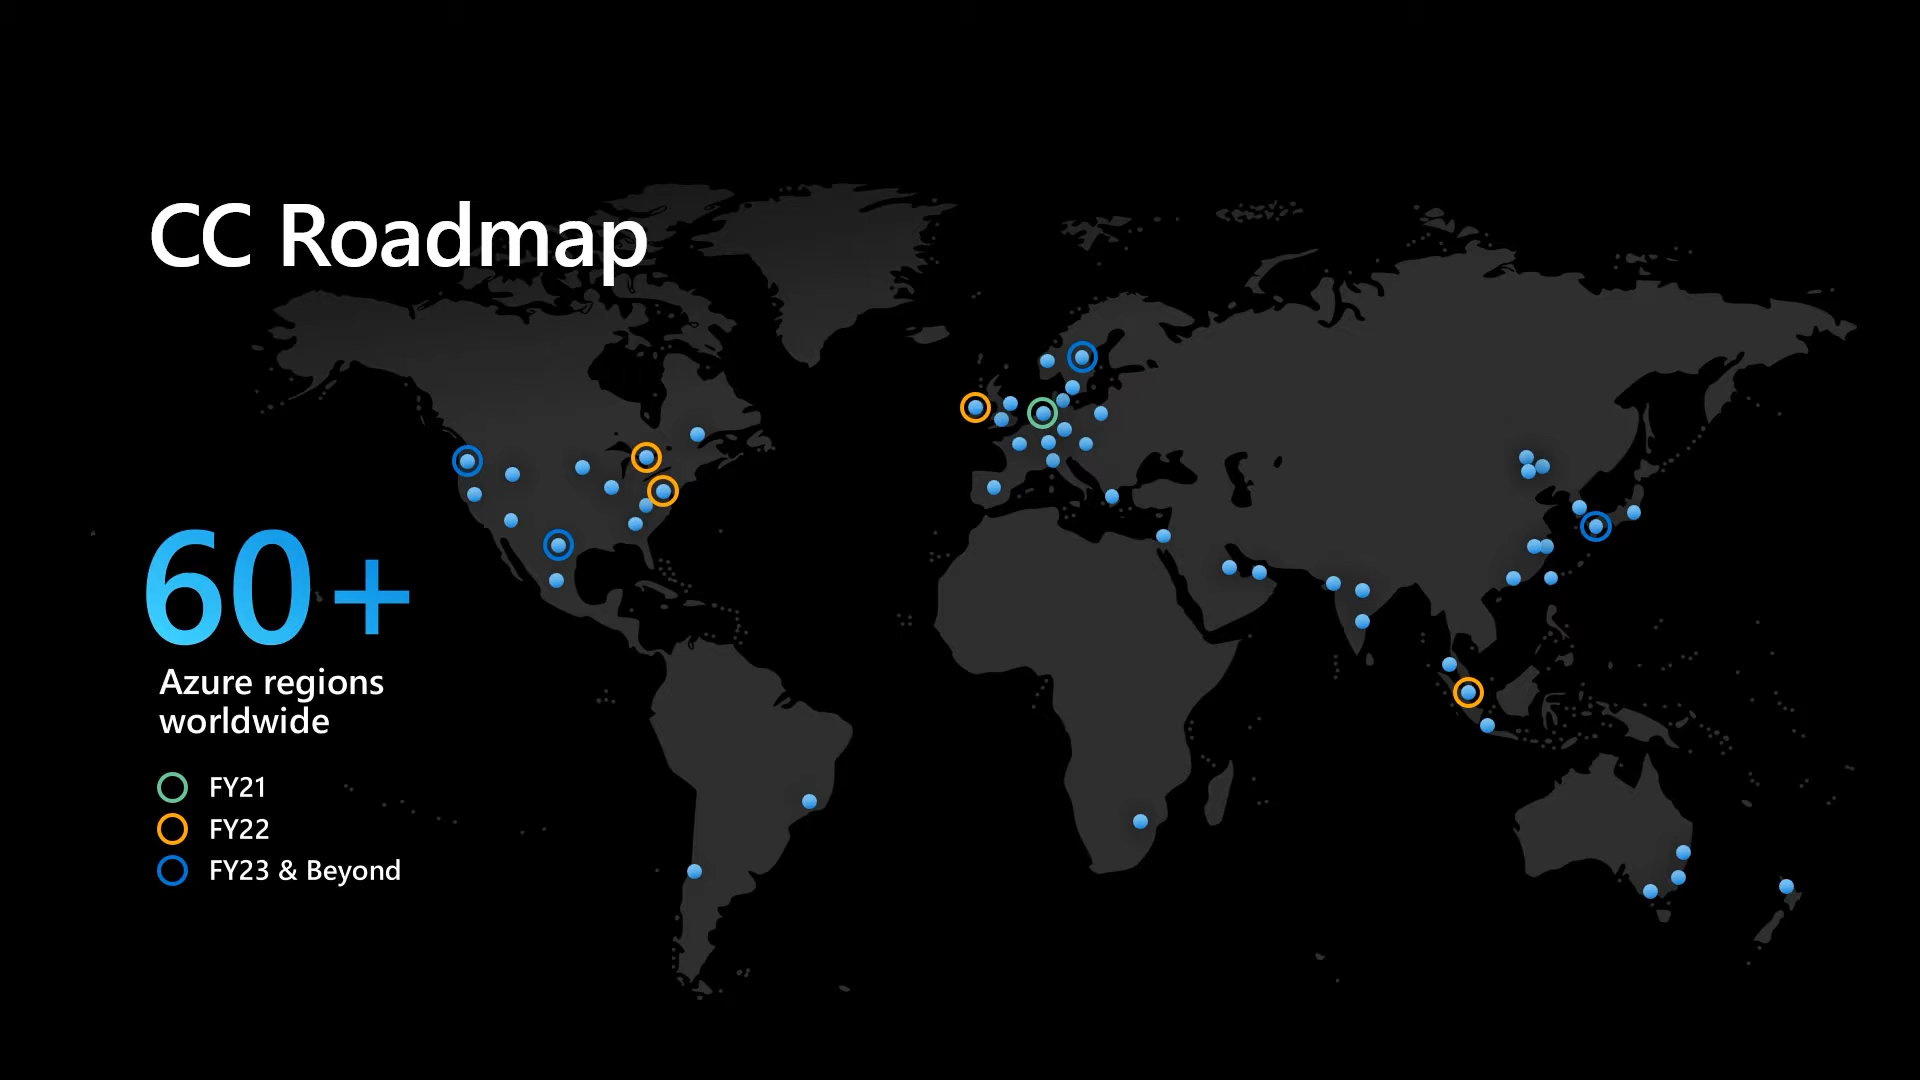 CC Roadmap
60+
Azure regions
worldwide
FY21
FY22
FY23 & Beyond